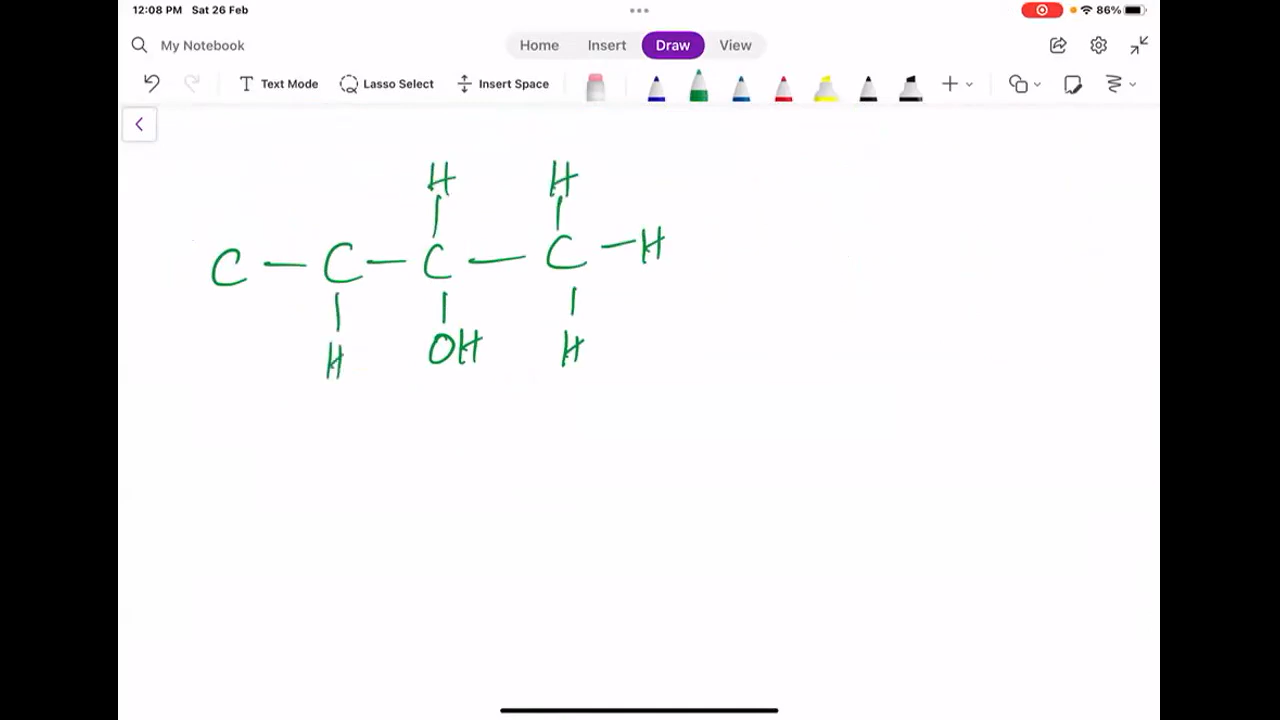 12:08 PM Sat 26 Feb 86%
My Notebook Home Insert Draw View
Text Mode Lasso Select Insert Space
H H
C — C — C — C — H
H OH H